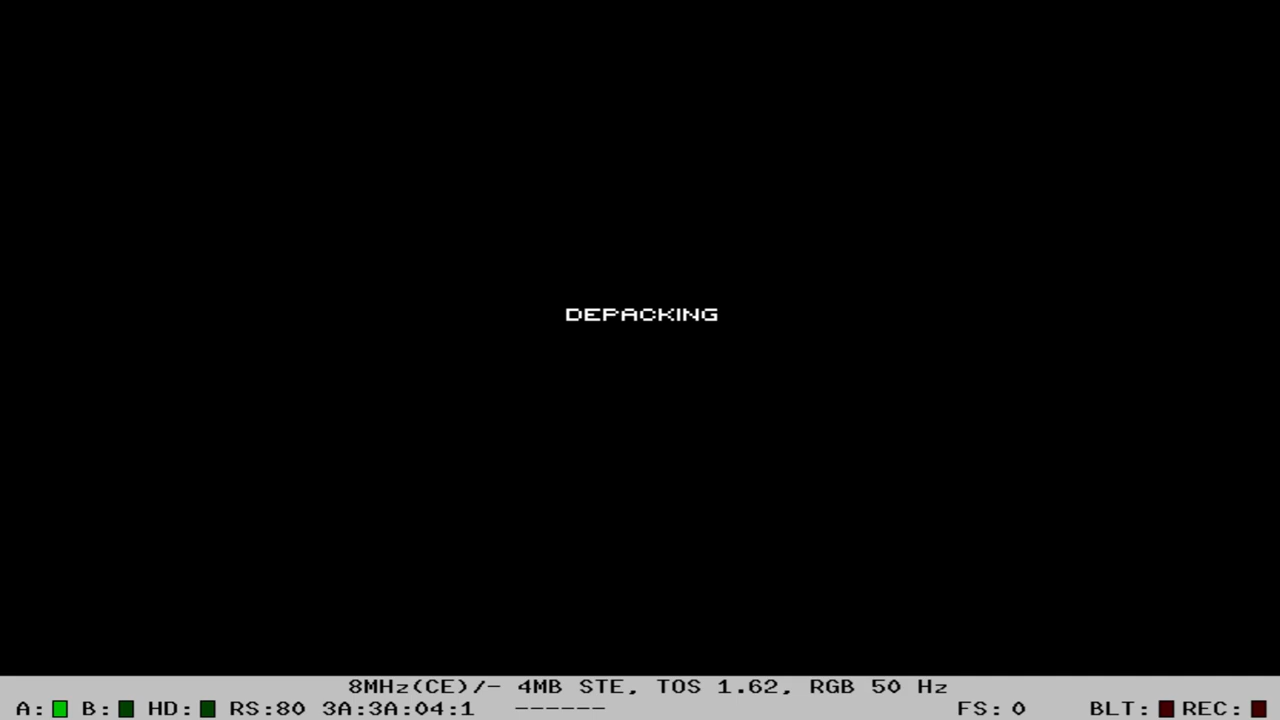 DEPACKING
8MHz(CE)/- 4MB STE, TOS 1.62, RGB 50 Hz
A: B: HD: RS:80 3A:3A:04:1 ------ FS: 0 BLT: REC: